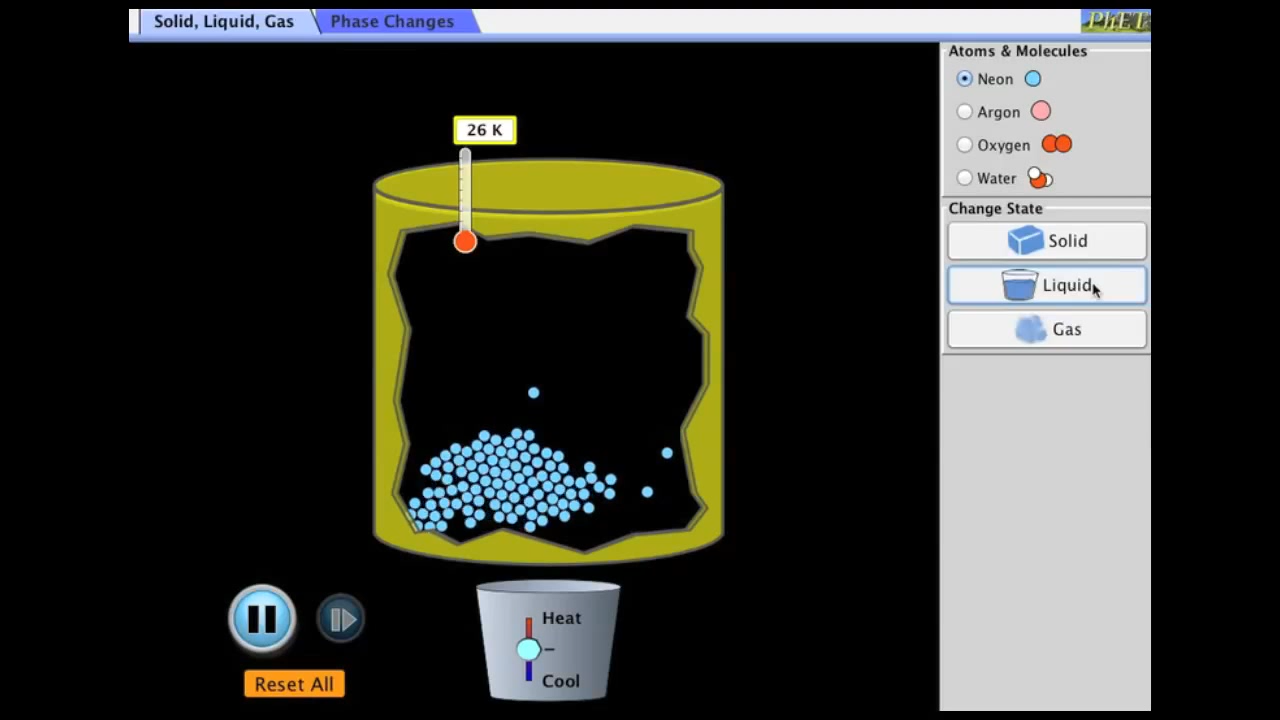 Solid, Liquid, Gas
Phase Changes
PhET
Atoms & Molecules
Neon
Argon
Oxygen
Water
Change State
Solid
Liquid
Gas
26 K
Heat
Cool
Reset All